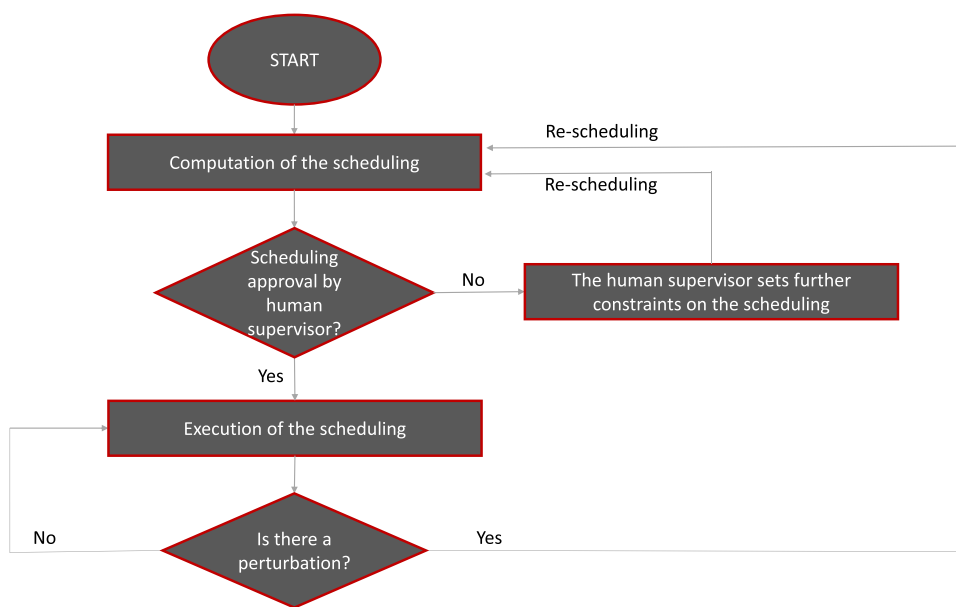 START
Re-scheduling
Computation of the scheduling
Re-scheduling
Scheduling
approval by
human
supervisor?
No
The human supervisor sets further
constraints on the scheduling
Yes
Execution of the scheduling
No
Is there a
perturbation?
Yes